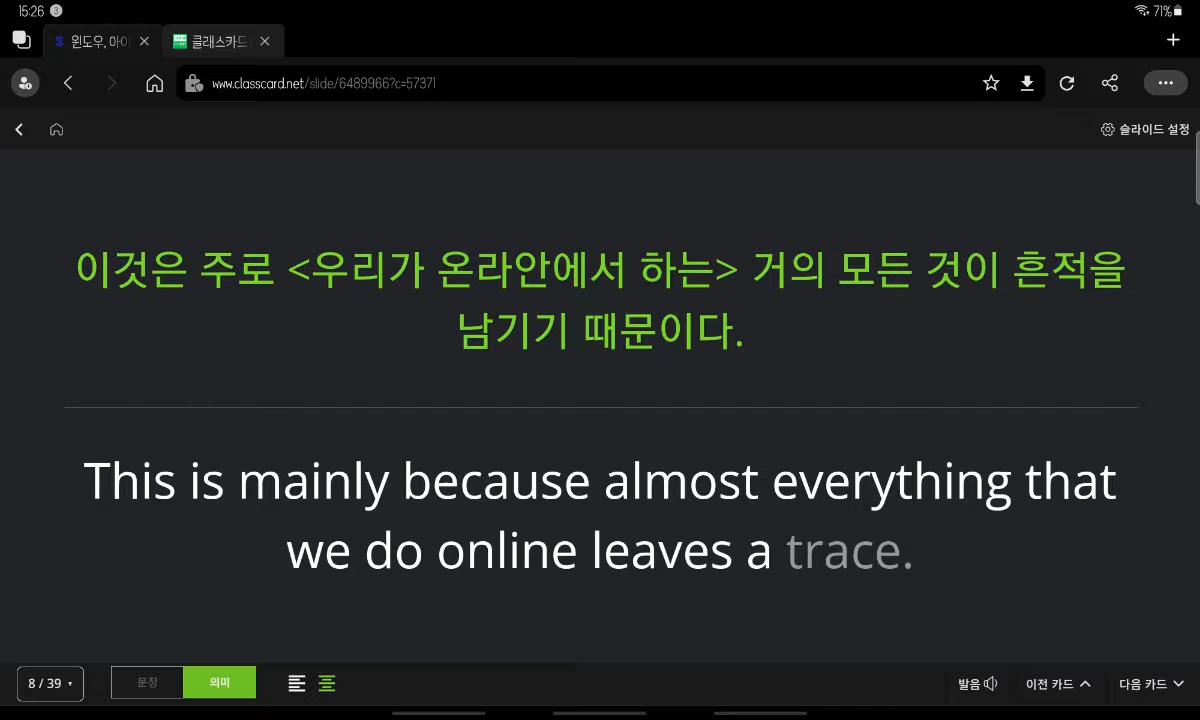 15:26 3 71%
S 윈도우, 아이 클래스카드
www.classcard.net/slide/6489966?c=57371
슬라이드 설정
이것은 주로 <우리가 온라안에서 하는> 거의 모든 것이 흔적을
남기기 때문이다.
This is mainly because almost everything that
we do online leaves a trace.
8 / 39 문장 의미 발음 이전 카드 다음 카드